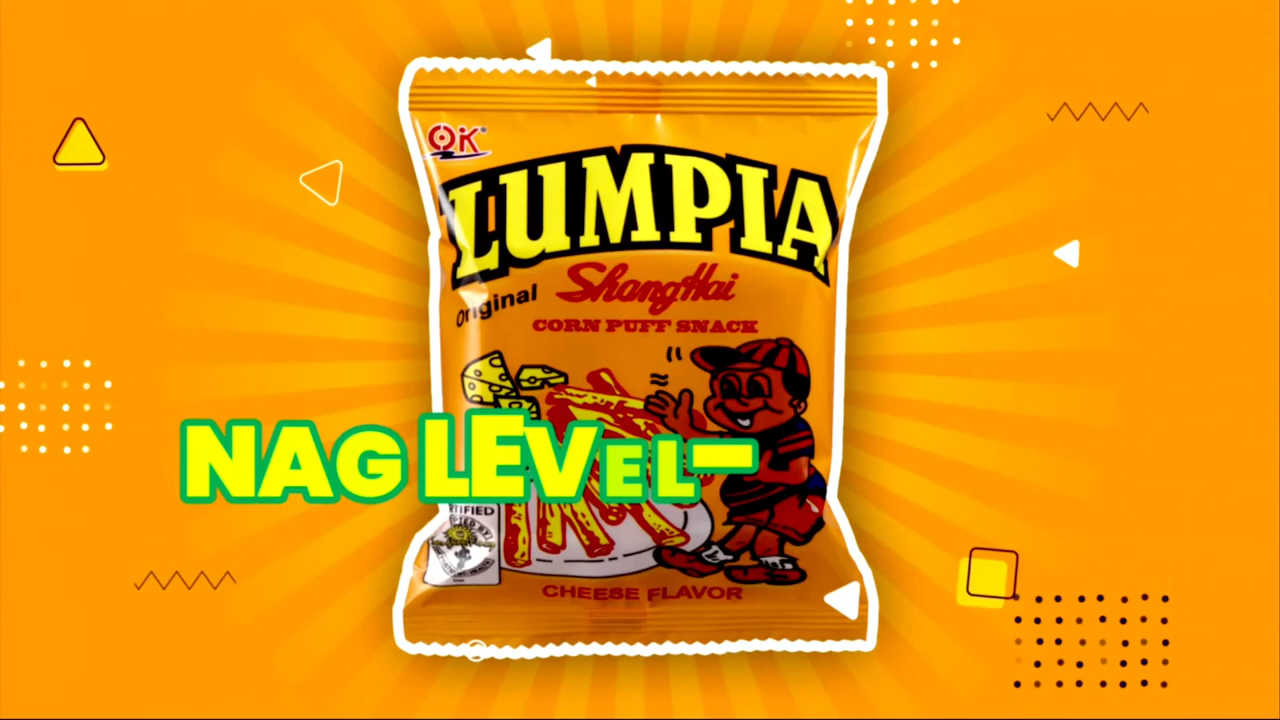 OK
LUMPIA
Original
ShangHai
CORN PUFF SNACK
NAG LEVEL-
CHEESE FLAVOR